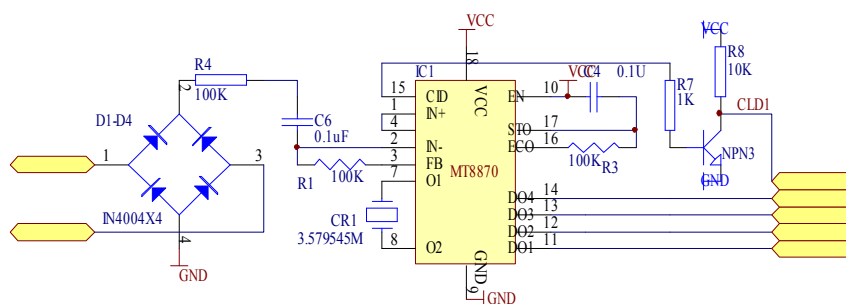 VCC
VCC
R4
100K
2
IC1
18
VCC
C4
0.1U
R8
10K
15
CID
VCC
EN
10
R7
1K
CLD1
D1-D4
C6
0.1uF
1
IN+
4
STO
17
1
3
2
IN-
ECO
16
NPN3
R1
100K
3
FB
MT8870
100K
R3
7
O1
GND
IN4004X4
CR1
3.579545M
DO4
14
DO3
13
DO2
12
4
8
O2
DO1
11
GND
GND
9
GND